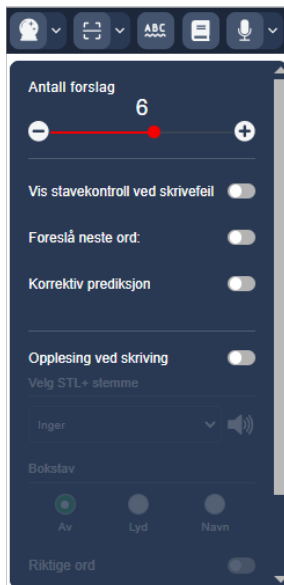 ABC
Antall forslag
6
Vis stavekontroll ved skrivefeil
Foreslå neste ord:
Korrektiv prediksjon
Opplesing ved skriving
Velg STL+ stemme
Inger
Bokstav
Av Lyd Navn
Riktige ord